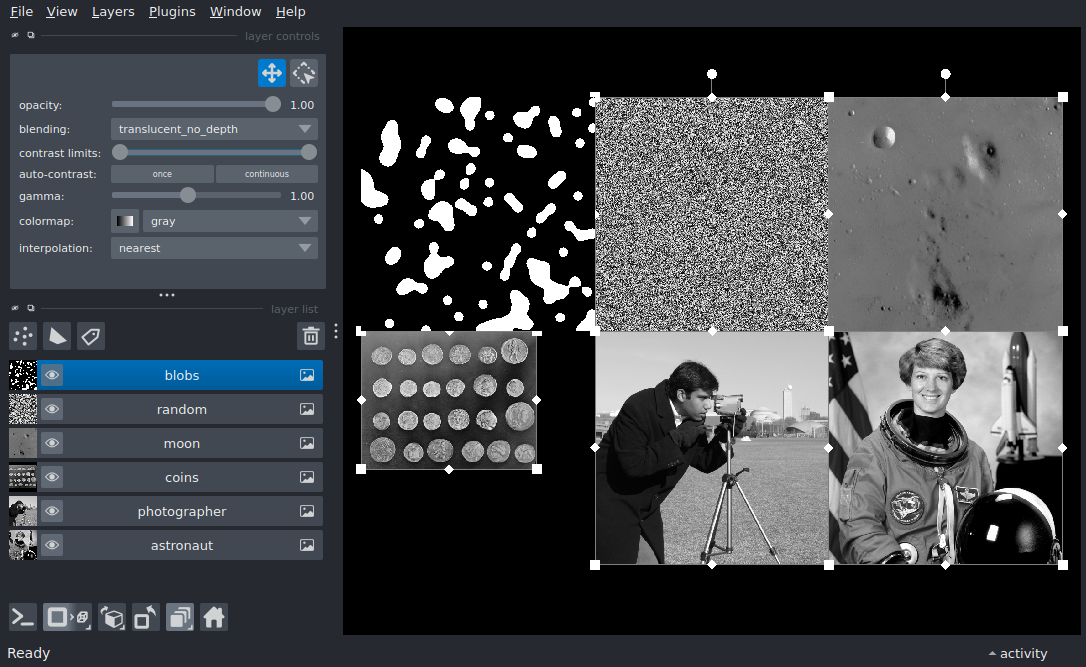 File View Layers Plugins Window Help
layer controls
opacity: 1.00
blending: translucent_no_depth
contrast limits:
auto-contrast: once continuous
gamma: 1.00
colormap: gray
interpolation: nearest
layer list
blobs
random
moon
coins
photographer
astronaut
Ready activity